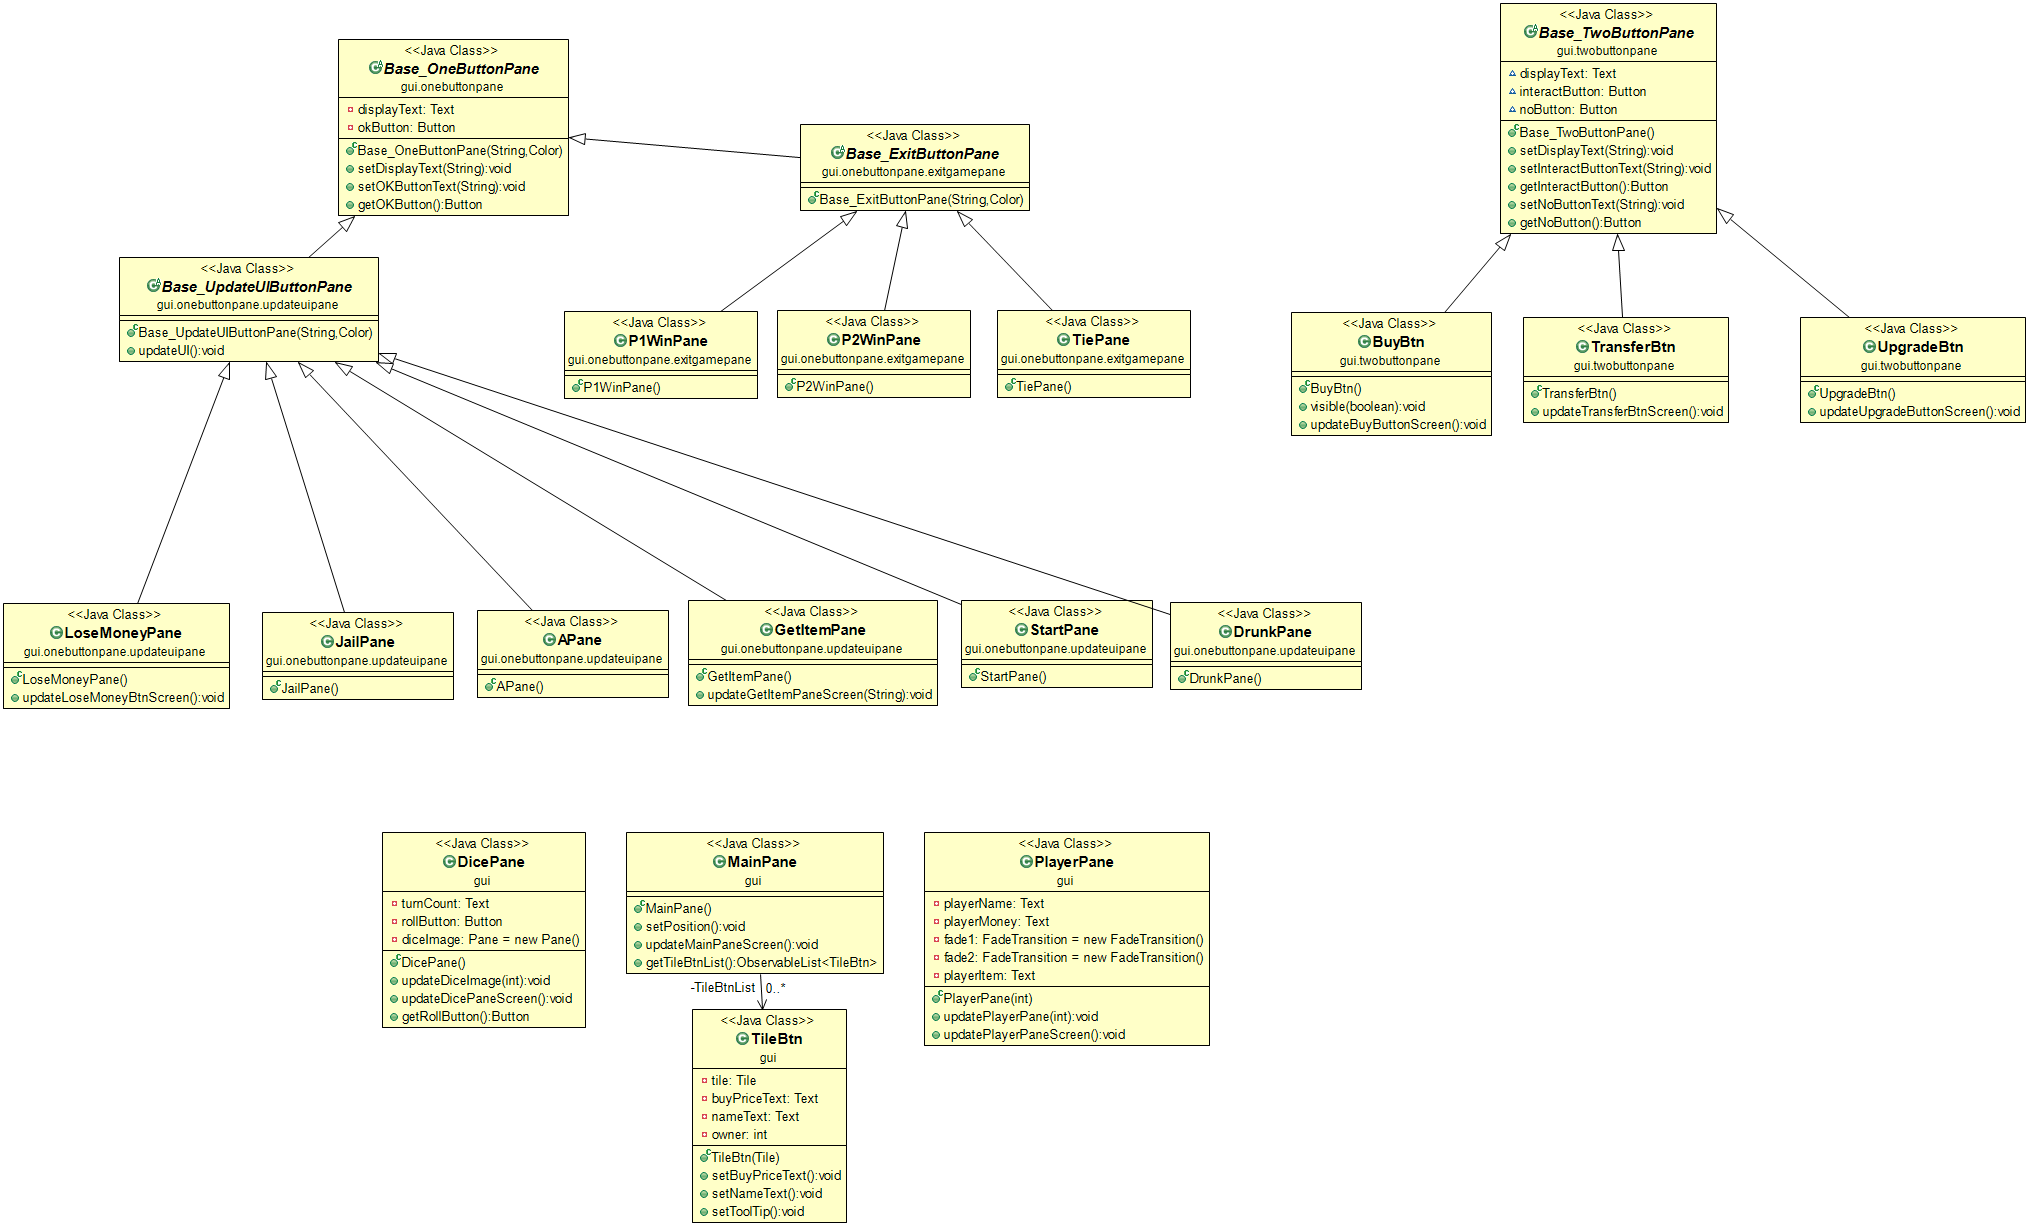 <<Java Class>>
Base_OneButtonPane
gui.onebuttonpane
displayText: Text
okButton: Button
Base_OneButtonPane(String,Color)
setDisplayText(String):void
setOKButtonText(String):void
getOKButton():Button
<<Java Class>>
Base_ExitButtonPane
gui.onebuttonpane.exitgamepane
Base_ExitButtonPane(String,Color)
<<Java Class>>
Base_TwoButtonPane
gui.twobuttonpane
displayText: Text
interactButton: Button
noButton: Button
Base_TwoButtonPane()
setDisplayText(String):void
setInteractButtonText(String):void
getInteractButton():Button
setNoButtonText(String):void
getNoButton():Button
<<Java Class>>
Base_UpdateUIButtonPane
gui.onebuttonpane.updateuipane
Base_UpdateUIButtonPane(String,Color)
updateUI():void
<<Java Class>>
P1WinPane
gui.onebuttonpane.exitgamepane
P1WinPane()
<<Java Class>>
P2WinPane
gui.onebuttonpane.exitgamepane
P2WinPane()
<<Java Class>>
TiePane
gui.onebuttonpane.exitgamepane
TiePane()
<<Java Class>>
BuyBtn
gui.twobuttonpane
BuyBtn()
visible(boolean):void
updateBuyButtonScreen():void
<<Java Class>>
TransferBtn
gui.twobuttonpane
TransferBtn()
updateTransferBtnScreen():void
<<Java Class>>
UpgradeBtn
gui.twobuttonpane
UpgradeBtn()
updateUpgradeButtonScreen():void
<<Java Class>>
LoseMoneyPane
gui.onebuttonpane.updateuipane
LoseMoneyPane()
updateLoseMoneyBtnScreen():void
<<Java Class>>
JailPane
gui.onebuttonpane.updateuipane
JailPane()
<<Java Class>>
APane
gui.onebuttonpane.updateuipane
APane()
<<Java Class>>
GetItemPane
gui.onebuttonpane.updateuipane
GetItemPane()
updateGetItemPaneScreen(String):void
<<Java Class>>
StartPane
gui.onebuttonpane.updateuipane
StartPane()
<<Java Class>>
DrunkPane
gui.onebuttonpane.updateuipane
DrunkPane()
<<Java Class>>
DicePane
gui
turnCount: Text
rollButton: Button
diceImage: Pane = new Pane()
DicePane()
updateDiceImage(int):void
updateDicePaneScreen():void
getRollButton():Button
<<Java Class>>
MainPane
gui
MainPane()
setPosition():void
updateMainPaneScreen():void
getTileBtnList():ObservableList<TileBtn>
-TileBtnList 0..*
<<Java Class>>
TileBtn
gui
tile: Tile
buyPriceText: Text
nameText: Text
owner: int
TileBtn(Tile)
setBuyPriceText():void
setNameText():void
setToolTip():void
<<Java Class>>
PlayerPane
gui
playerName: Text
playerMoney: Text
fade1: FadeTransition = new FadeTransition()
fade2: FadeTransition = new FadeTransition()
playerItem: Text
PlayerPane(int)
updatePlayerPane(int):void
updatePlayerPaneScreen():void